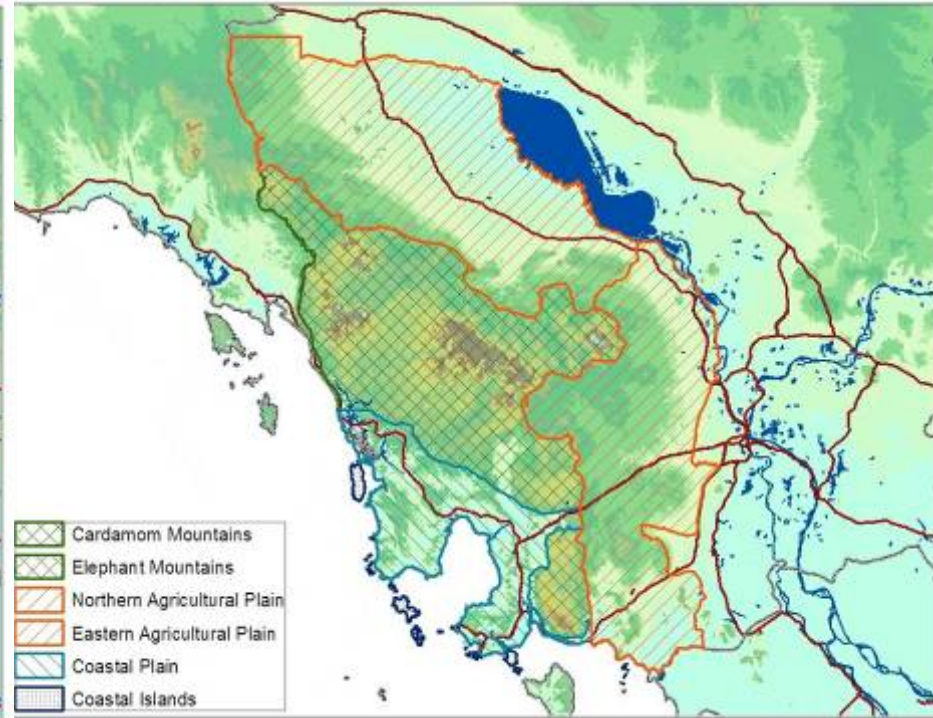 Cardamom Mountains
Elephant Mountains
Northern Agricultural Plain
Eastern Agricultural Plain
Coastal Plain
Coastal Islands